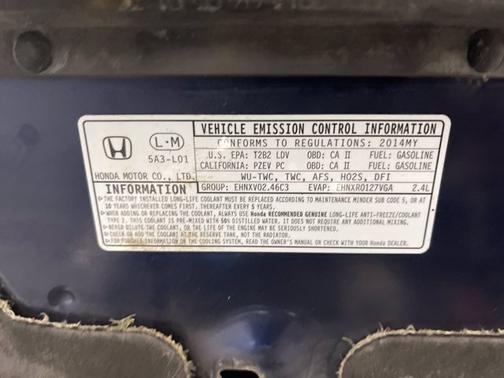 L-M
5A3-L01
HONDA MOTOR CO., LTD.
VEHICLE EMISSION CONTROL INFORMATION
CONFORMS TO REGULATIONS: 2014MY
U.S. EPA: T2B2 LDV OBD: CA II FUEL: GASOLINE
CALIFORNIA: PZEV PC OBD: CA II FUEL: GASOLINE
WU-TWC, TWC, AFS, HO2S, DFI
GROUP: EHNXV02.46C3 EVAP: EHNXR0127VGA 2.4L
INFORMATION
THE FACTORY INSTALLED LONG-LIFE COOLANT MUST BE REPLACED ACCORDING TO MAINTENANCE MINDER SUB CODE 5, OR AT
10 YEARS WHICHEVER COMES FIRST. THEREAFTER EVERY 5 YEARS.
WHEN ADDING OR REPLACING THE COOLANT, ALWAYS USE Honda RECOMMENDED GENUINE LONG-LIFE ANTI-FREEZE/COOLANT
TYPE 2. THIS COOLANT IS PRE-MIXED WITH 50% DISTILLED WATER AND DOES NOT REQUIRE ANY ADDITIONAL MIXING.
NEVER DILUTE THE COOLANT, OR THE LIFE OF THE ENGINE MAY BE SERIOUSLY SHORTENED.
CHECK OR ADD COOLANT AT THE RESERVE TANK, NOT THE RADIATOR.
FOR ADDITIONAL INFORMATION OF THE COOLING SYSTEM, READ THE OWNER'S MANUAL OR CHECK WITH YOUR Honda DEALER.